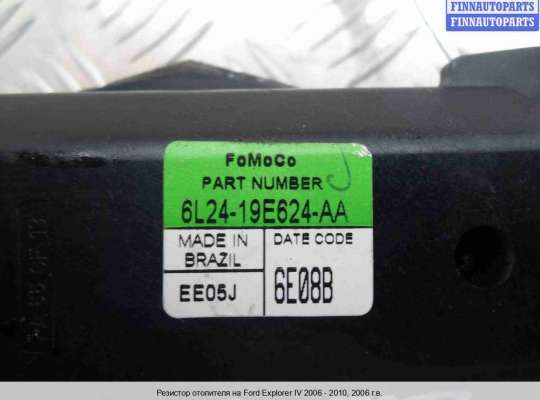 FINNAUTOPARTS
FINNAUTOPARTS
FoMoCo
PART NUMBER
6L24-19E624-AA
MADE IN
BRAZIL
DATE CODE
EE05J
6E08B
Резистор отопителя на Ford Explorer IV 2006 - 2010, 2006 г.в.